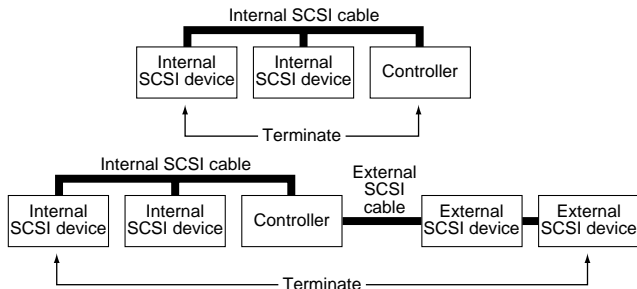 Internal SCSI cable
Internal
SCSI device
Internal
SCSI device
Controller
Terminate
Internal SCSI cable
External
SCSI
cable
Internal
SCSI device
Internal
SCSI device
Controller
External
SCSI device
External
SCSI device
Terminate